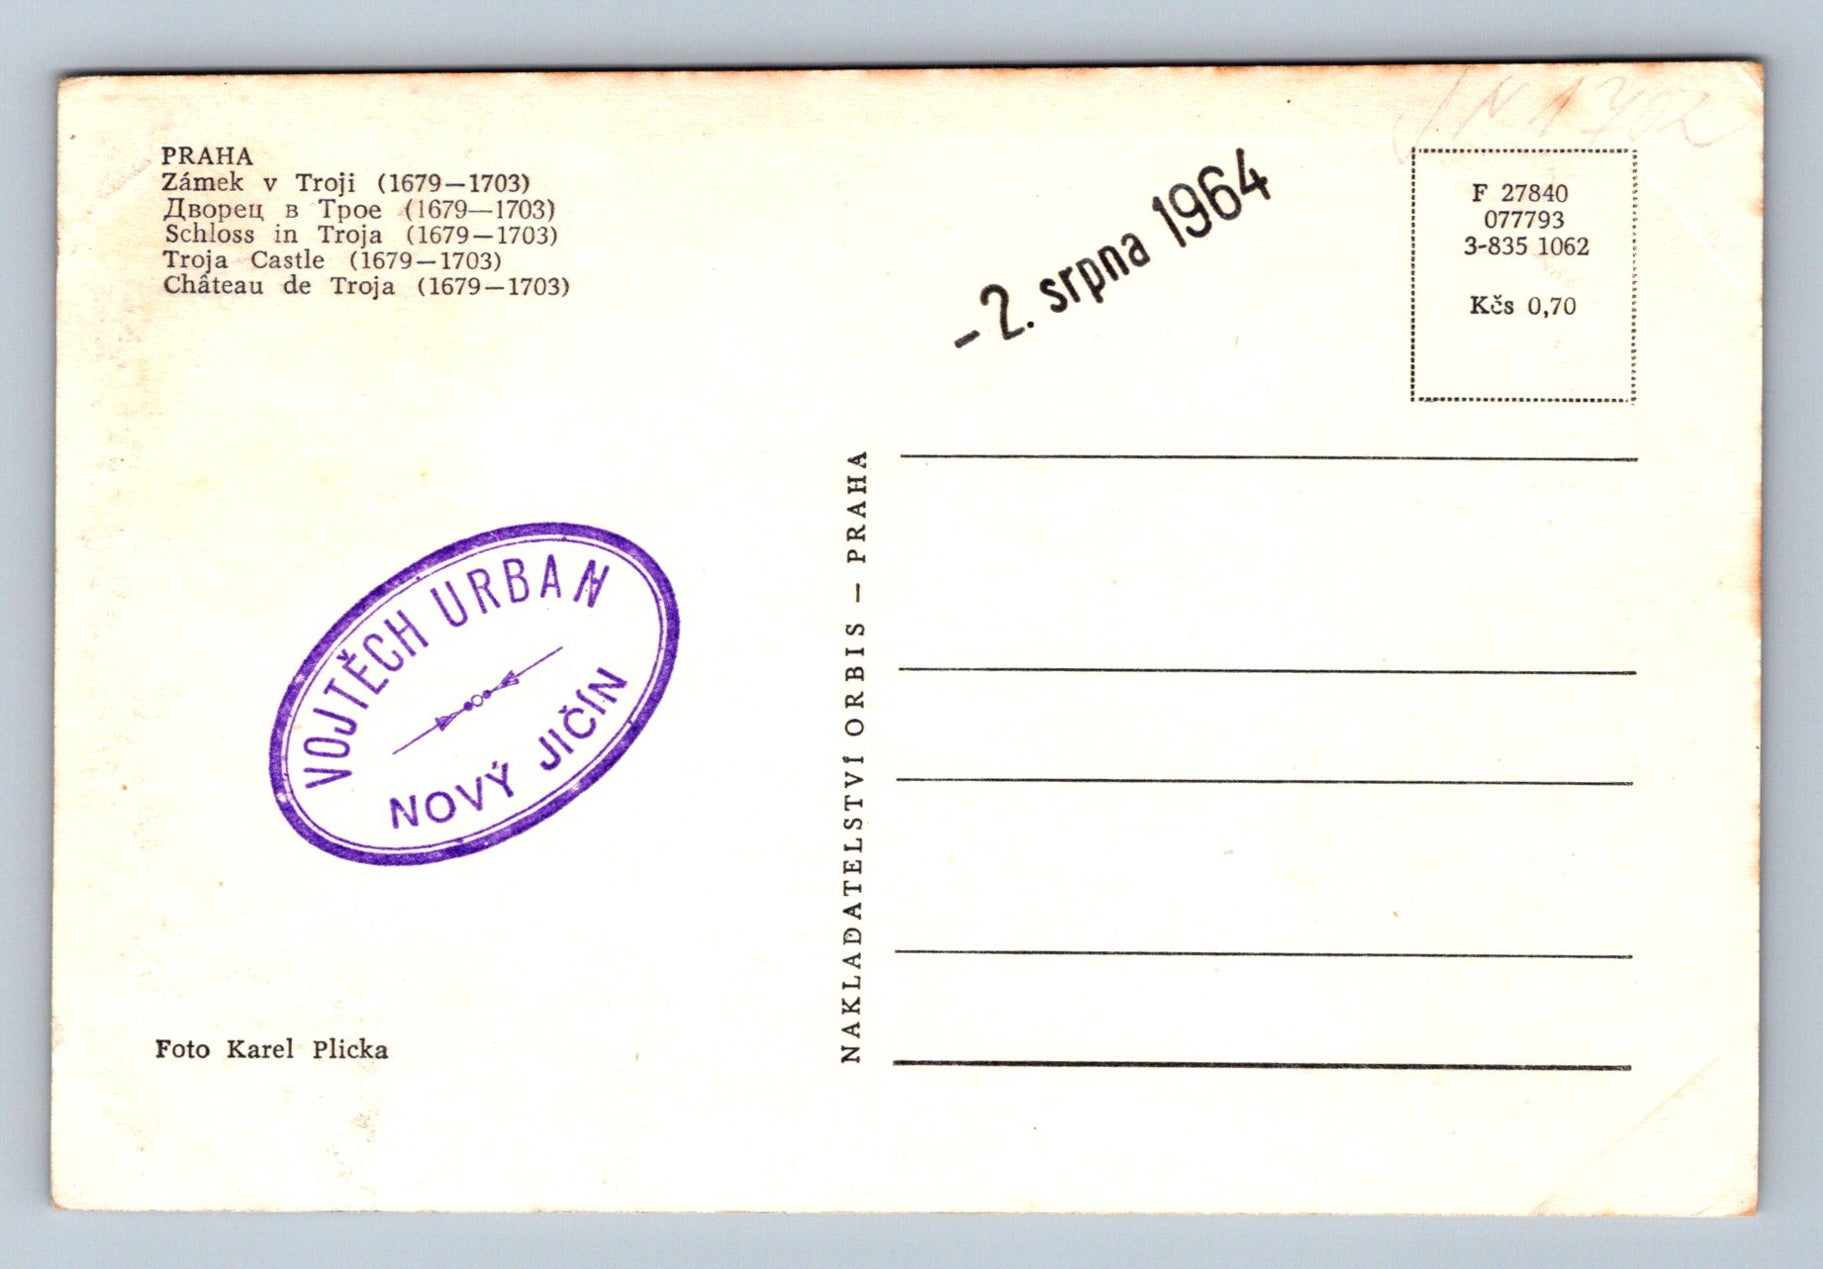 PRAHA
Zámek v Troji (1679—1703)
Дворец в Трое (1679—1703)
Schloss in Troja (1679—1703)
Troja Castle (1679—1703)
Château de Troja (1679—1703)
-2. srpna 1964
F 27840
077793
3-835 1062
Kčs 0,70
VOJTĚCH URBAN
NOVÝ JIČÍN
NAKLADATELSTVÍ ORBIS — PRAHA
Foto Karel Plicka